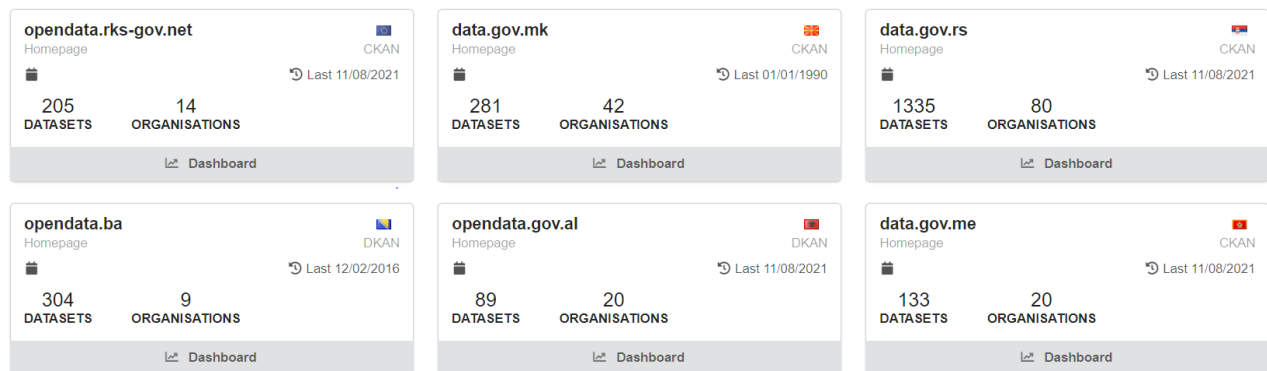 opendata.rks-gov.net
Homepage CKAN
Last 11/08/2021
205 14
DATASETS ORGANISATIONS
Dashboard
data.gov.mk
Homepage CKAN
Last 01/01/1990
281 42
DATASETS ORGANISATIONS
Dashboard
data.gov.rs
Homepage CKAN
Last 11/08/2021
1335 80
DATASETS ORGANISATIONS
Dashboard
opendata.ba
Homepage DKAN
Last 12/02/2016
304 9
DATASETS ORGANISATIONS
Dashboard
opendata.gov.al
Homepage DKAN
Last 11/08/2021
89 20
DATASETS ORGANISATIONS
Dashboard
data.gov.me
Homepage CKAN
Last 11/08/2021
133 20
DATASETS ORGANISATIONS
Dashboard